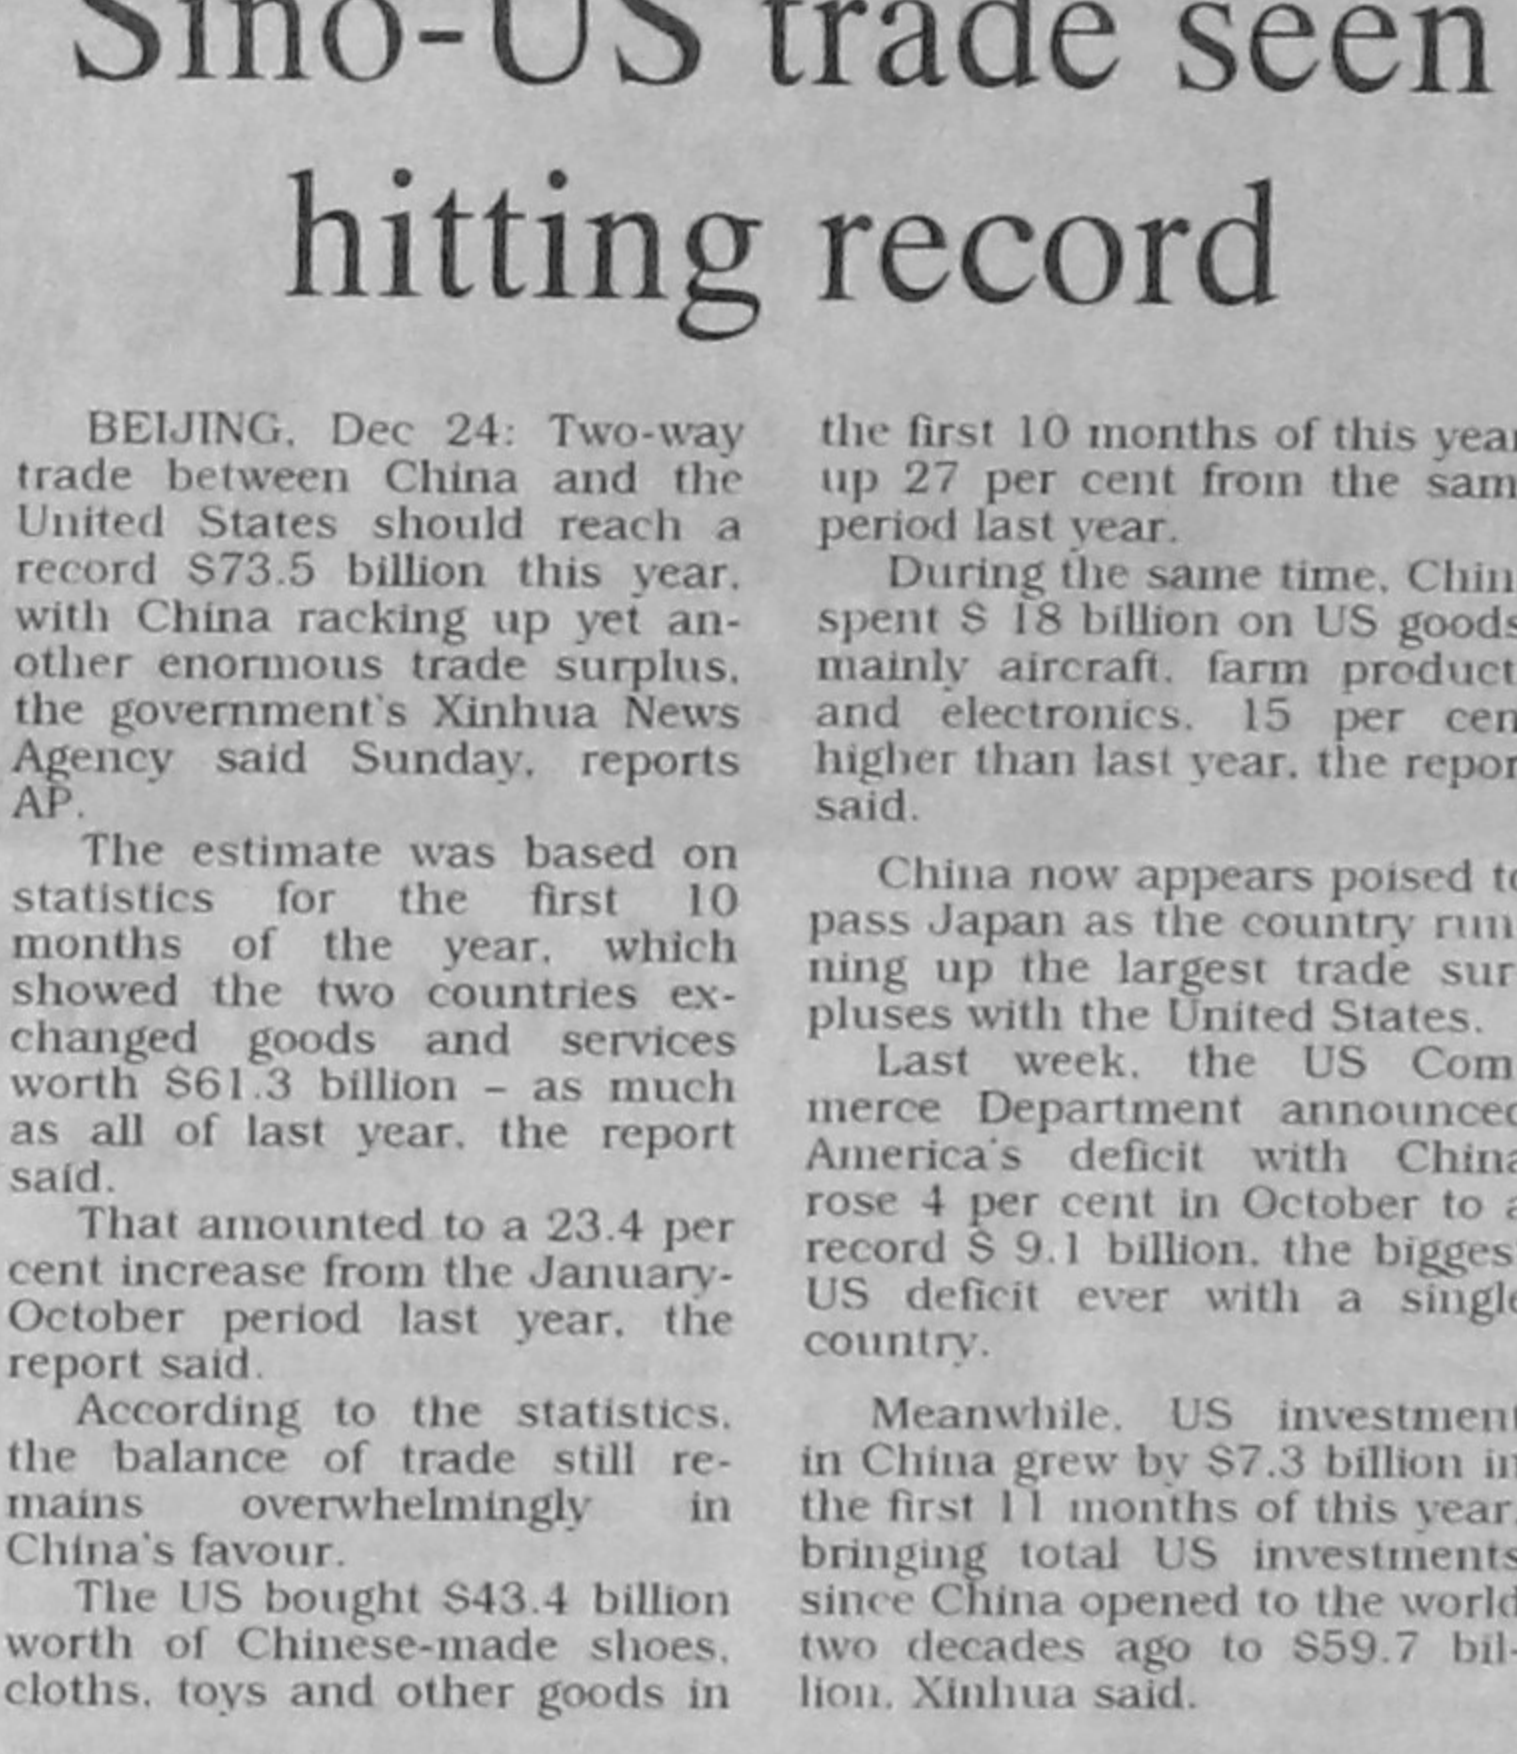 Sino-US trade seen
hitting record
BEIJING, Dec 24: Two-way
trade between China and the
United States should reach a
record $73.5 billion this year,
with China racking up yet an-
other enormous trade surplus,
the government's Xinhua News
Agency said Sunday, reports
AP.
The estimate was based on
statistics for the first 10
months of the year, which
showed the two countries ex-
changed goods and services
worth $61.3 billion – as much
as all of last year, the report
said.
That amounted to a 23.4 per
cent increase from the January-
October period last year, the
report said.
According to the statistics,
the balance of trade still re-
mains overwhelmingly in
China's favour.
The US bought $43.4 billion
worth of Chinese-made shoes,
cloths, toys and other goods in
the first 10 months of this year
up 27 per cent from the sam
period last year.
During the same time, Chin
spent $ 18 billion on US goods
mainly aircraft, farm product
and electronics, 15 per cen
higher than last year, the repor
said.
China now appears poised to
pass Japan as the country run
ning up the largest trade sur
pluses with the United States.
Last week, the US Com
merce Department announced
America's deficit with China
rose 4 per cent in October to a
record $ 9.1 billion, the bigges
US deficit ever with a single
country.
Meanwhile, US investment
in China grew by $7.3 billion in
the first 11 months of this year,
bringing total US investments
since China opened to the world
two decades ago to $59.7 bil-
lion, Xinhua said.